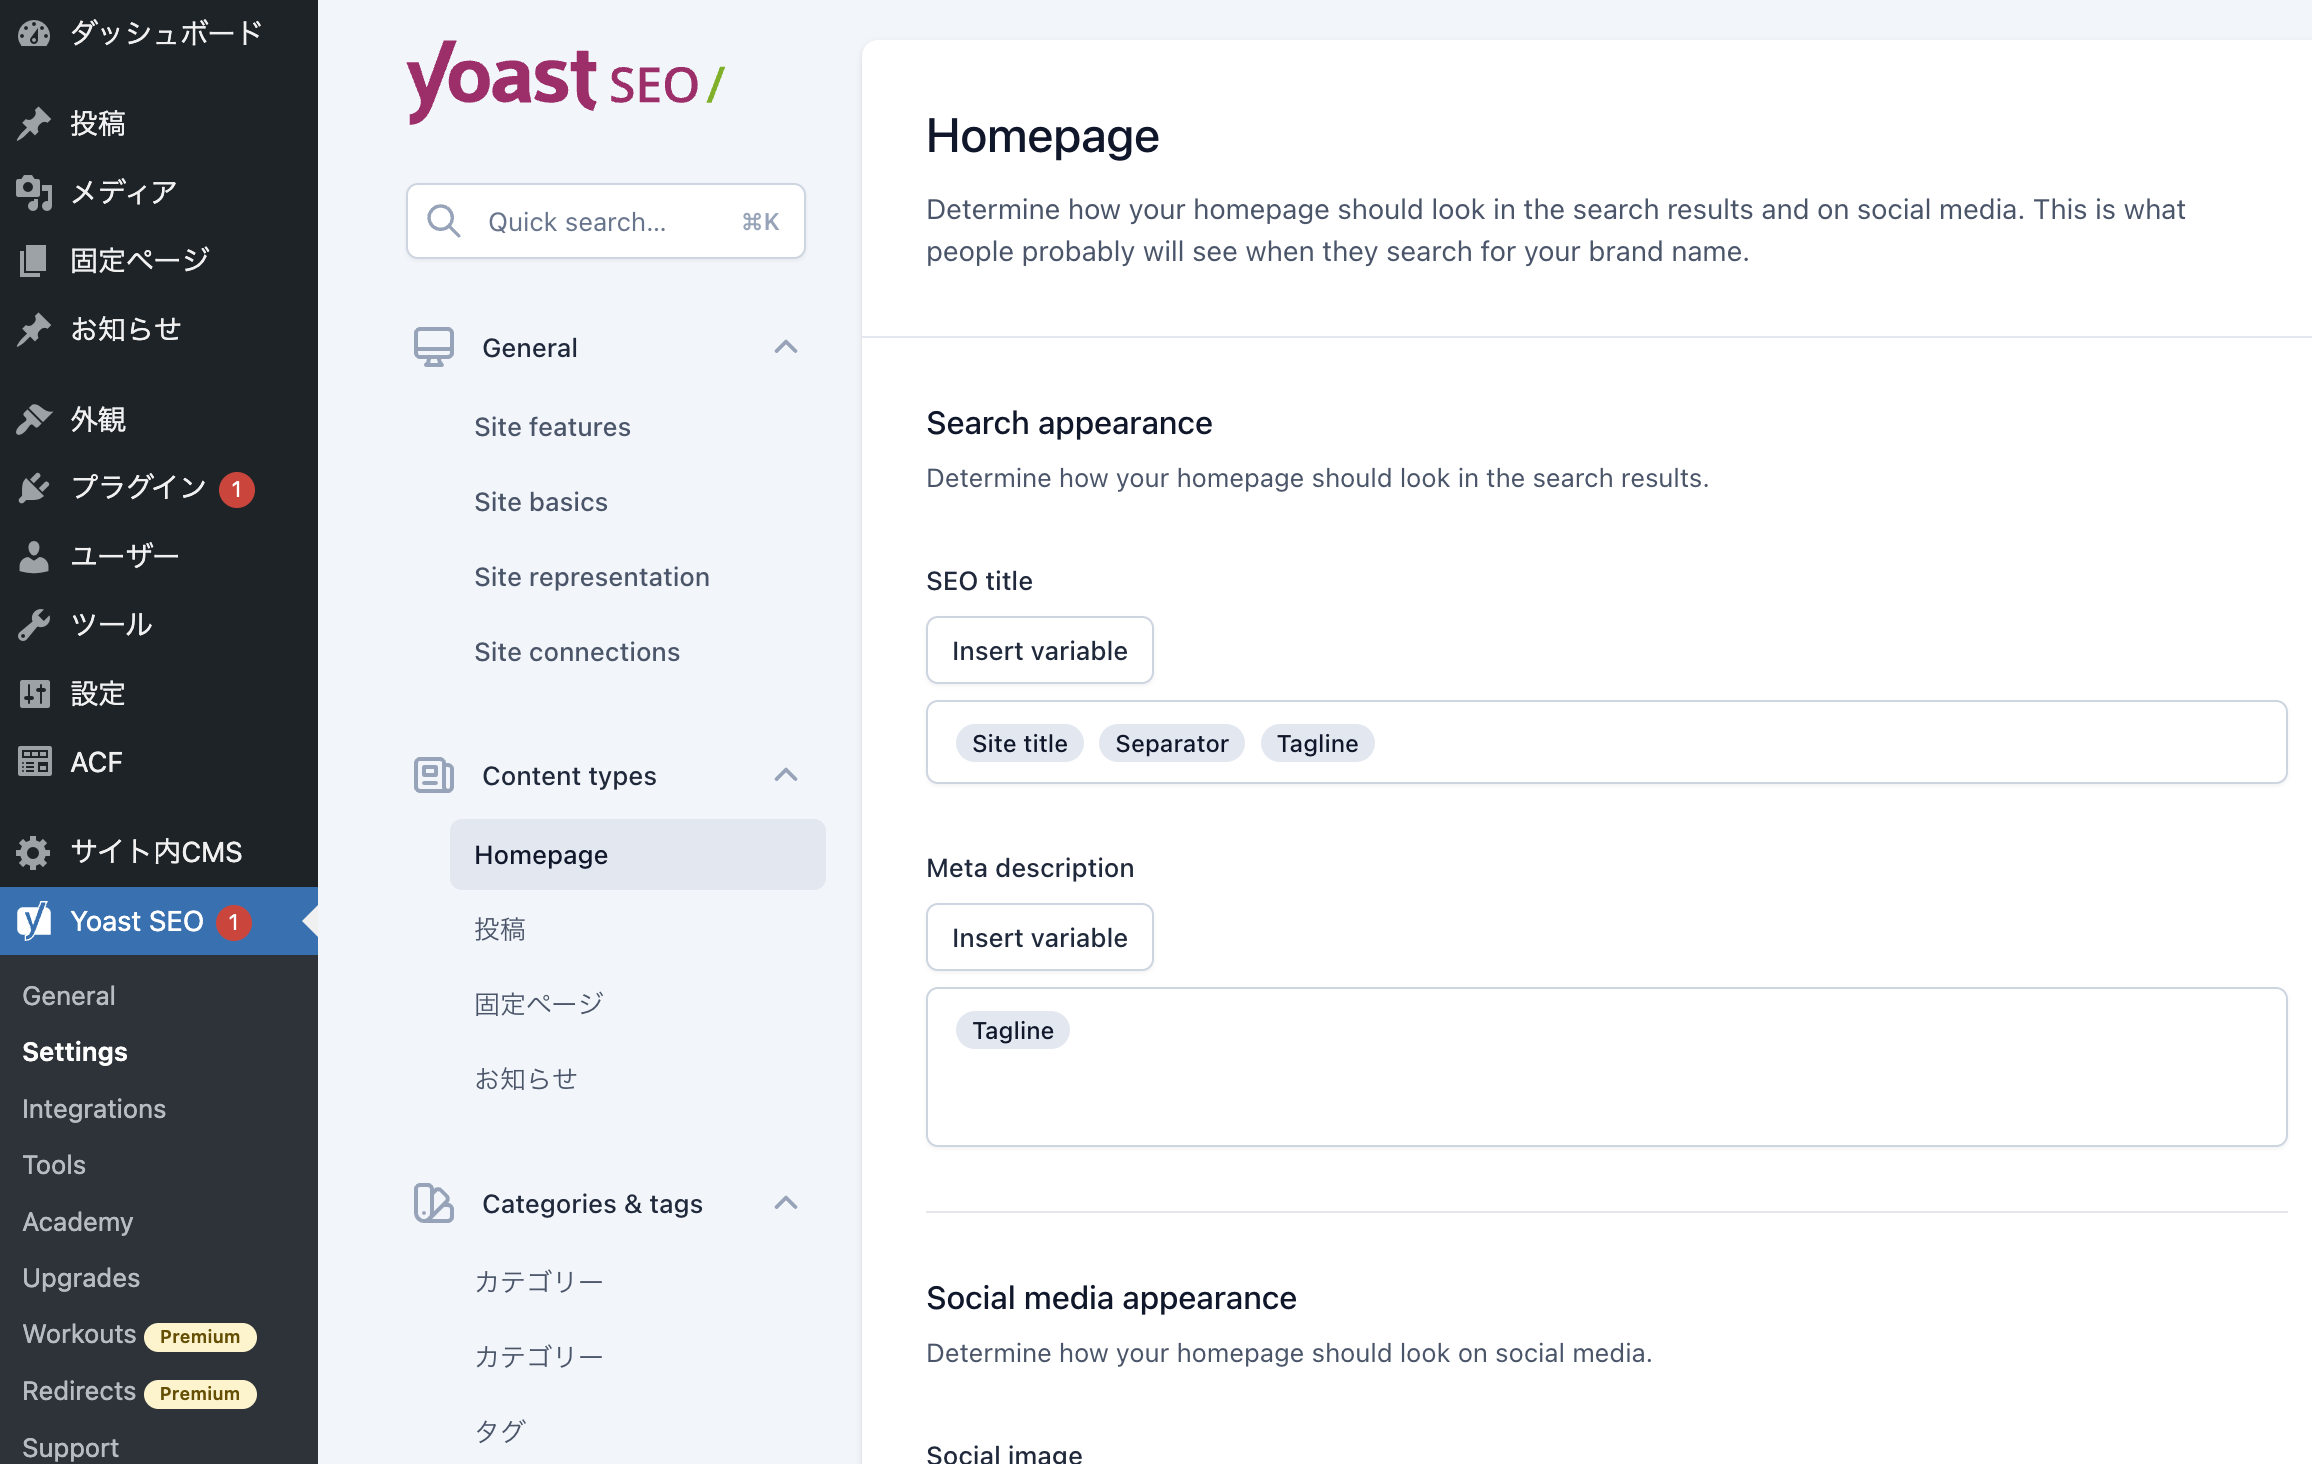 ダッシュボード
投稿
メディア
固定ページ
お知らせ
外観
プラグイン 1
ユーザー
ツール
設定
ACF
サイト内CMS
Yoast SEO 1
General
Settings
Integrations
Tools
Academy
Upgrades
Workouts Premium
Redirects Premium
Support
yoast SEO /
Quick search... ⌘K
General
Site features
Site basics
Site representation
Site connections
Content types
Homepage
投稿
固定ページ
お知らせ
Categories & tags
カテゴリー
カテゴリー
タグ
Homepage
Determine how your homepage should look in the search results and on social media. This is what
people probably will see when they search for your brand name.
Search appearance
Determine how your homepage should look in the search results.
SEO title
Insert variable
Site title Separator Tagline
Meta description
Insert variable
Tagline
Social media appearance
Determine how your homepage should look on social media.
Social image